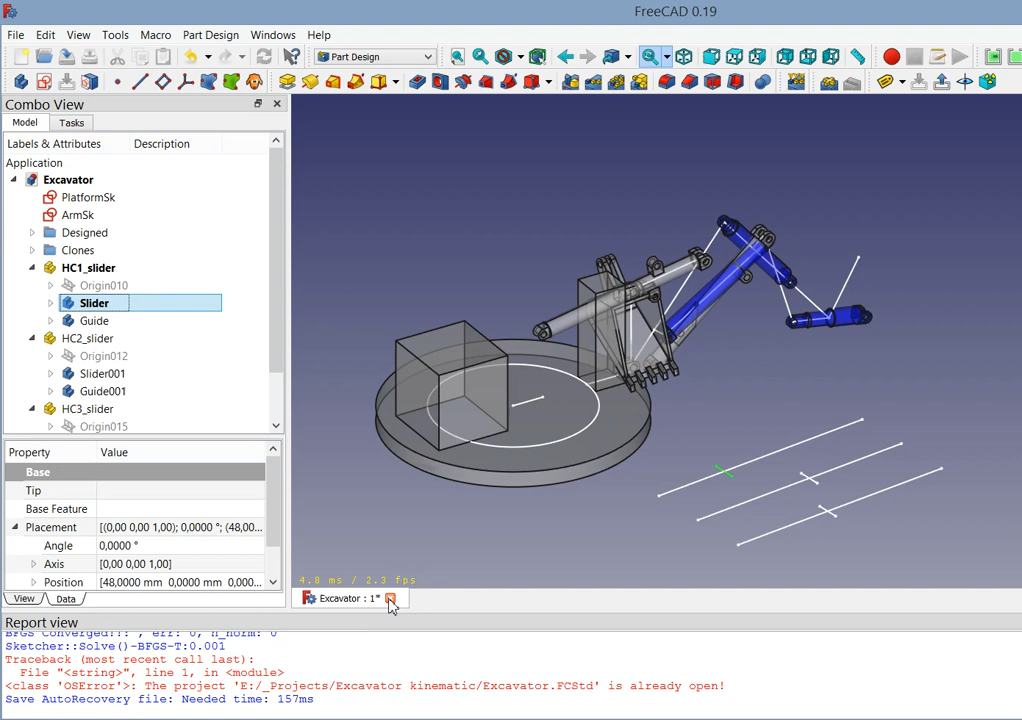 FreeCAD 0.19
File Edit View Tools Macro Part Design Windows Help
Part Design
Combo View
Model Tasks
Labels & Attributes Description
Application
Excavator
PlatformSk
ArmSk
Designed
Clones
HC1_slider
Origin010
Slider
Guide
HC2_slider
Origin012
Slider001
Guide001
HC3_slider
Origin015
Property Value
Base
Tip
Base Feature
Placement [(0,00 0,00 1,00); 0,0000 °; (48,00...
Angle 0,0000 °
Axis [0,00 0,00 1,00]
Position [48,0000 mm 0,0000 mm 0,000...
View Data
4.8 ms / 2.3 fps
Excavator : 1*
Report view
BFGS Converged!!! , err: 0, n_norm: 0
Sketcher::Solve()-BFGS-T:0.001
Traceback (most recent call last):
File "<string>", line 1, in <module>
<class 'OSError'>: The project 'E:/_Projects/Excavator kinematic/Excavator.FCStd' is already open!
Save AutoRecovery file: Needed time: 157ms